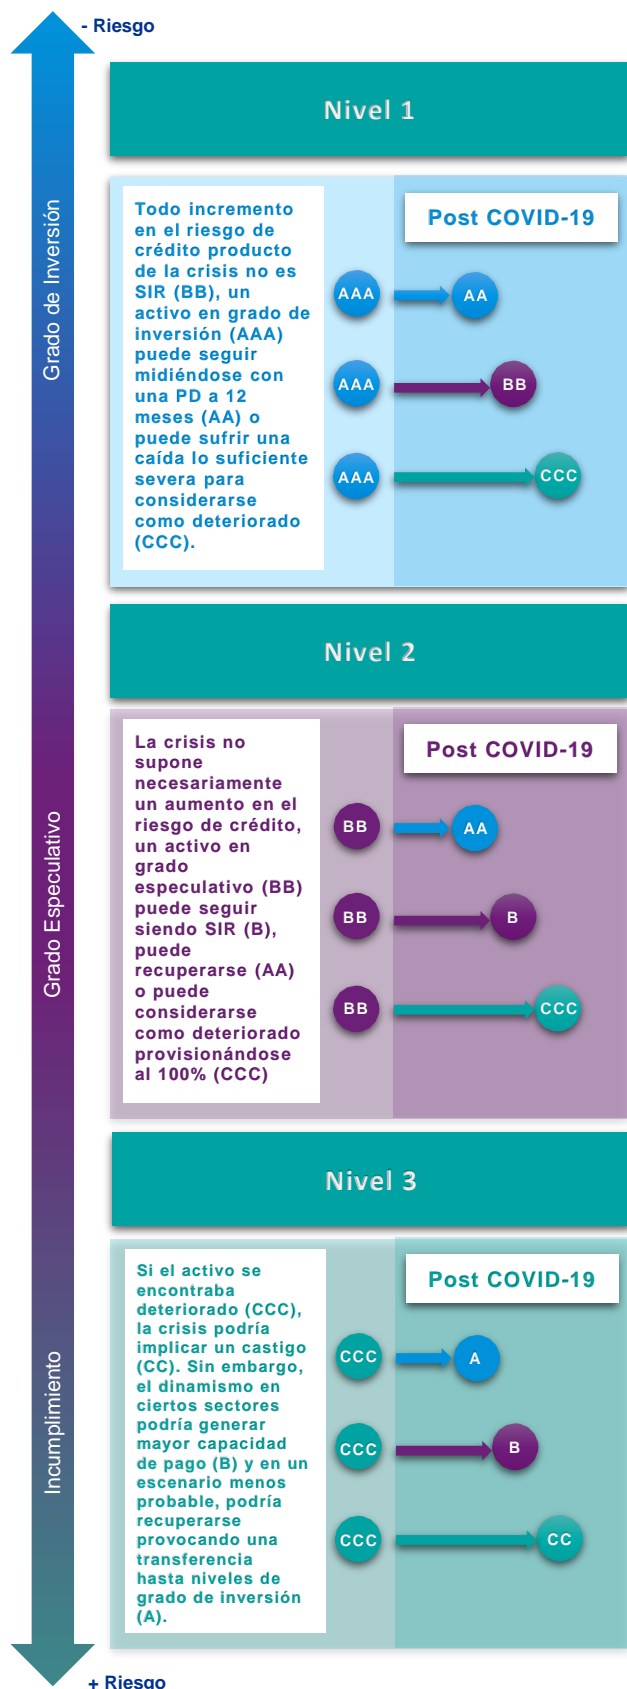 - Riesgo
Grado de Inversión
Nivel 1
Todo incremento
en el riesgo de
crédito producto
de la crisis no es
SIR (BB), un
activo en grado de
inversión (AAA)
puede seguir
midiéndose con
una PD a 12
meses (AA) o
puede sufrir una
caída lo suficiente
severa para
considerarse
como deteriorado
(CCC).
Post COVID-19
AAA AA
AAA BB
AAA CCC
Grado Especulativo
Nivel 2
La crisis no
supone
necesariamente
un aumento en el
riesgo de crédito,
un activo en
grado
especulativo (BB)
puede seguir
siendo SIR (B),
puede
recuperarse (AA)
o puede
considerarse
como deteriorado
provisionándose
al 100% (CCC)
Post COVID-19
BB AA
BB B
BB CCC
Incumplimiento
Nivel 3
Si el activo se
encontraba
deteriorado (CCC),
la crisis podría
implicar un castigo
(CC). Sin embargo,
el dinamismo en
ciertos sectores
podría generar
mayor capacidad
de pago (B) y en un
escenario menos
probable, podría
recuperarse
provocando una
transferencia
hasta niveles de
grado de inversión
(A).
Post COVID-19
CCC A
CCC B
CCC CC
+ Riesgo